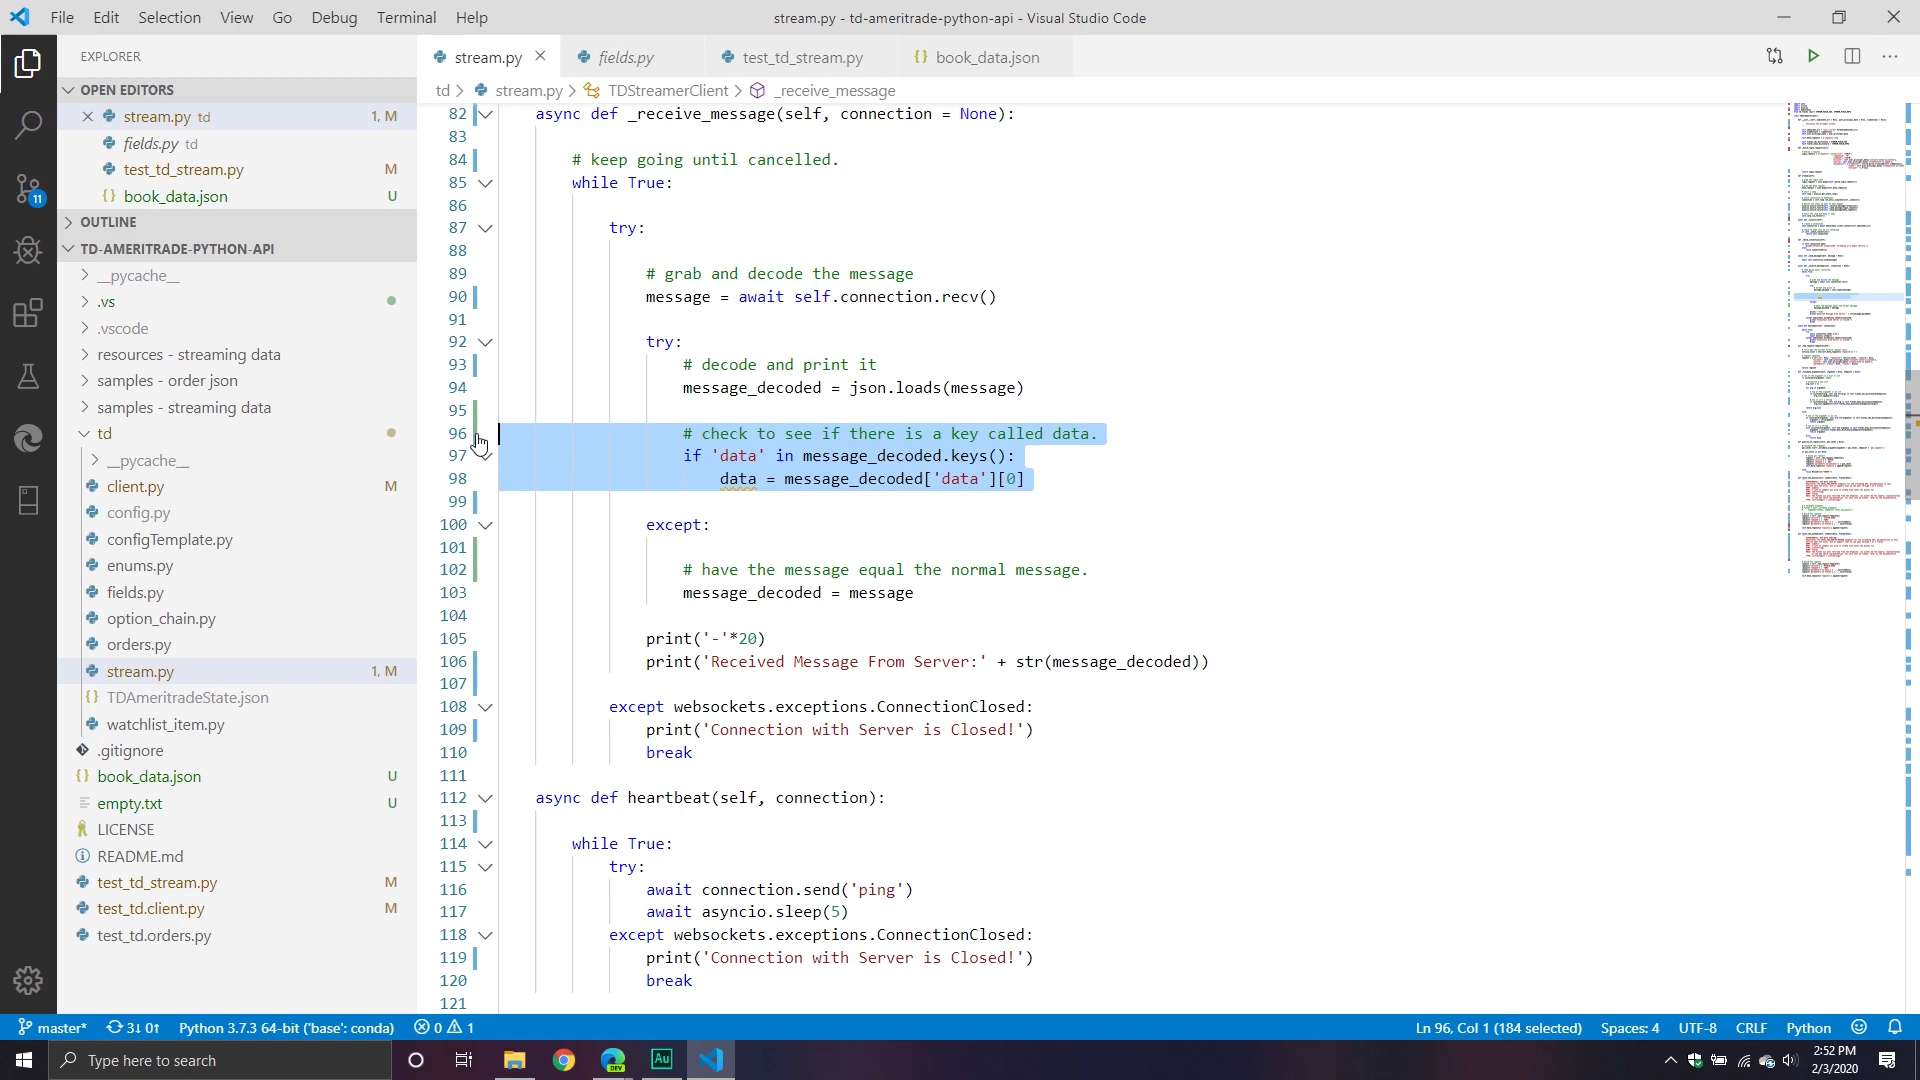 File Edit Selection View Go Debug Terminal Help
stream.py - td-ameritrade-python-api - Visual Studio Code
EXPLORER
OPEN EDITORS
stream.py td 1, M
fields.py td
test_td_stream.py M
book_data.json U
11
OUTLINE
TD-AMERITRADE-PYTHON-API
__pycache__
.vs
.vscode
resources - streaming data
samples - order json
samples - streaming data
td
__pycache__
client.py M
config.py
configTemplate.py
enums.py
fields.py
option_chain.py
orders.py
stream.py 1, M
TDAmeritradeState.json
watchlist_item.py
.gitignore
book_data.json U
empty.txt U
LICENSE
README.md
test_td_stream.py M
test_td.client.py M
test_td.orders.py
stream.py fields.py test_td_stream.py book_data.json
td > stream.py > TDStreamerClient > _receive_message
82 async def _receive_message(self, connection = None):
83
84 # keep going until cancelled.
85 while True:
86
87 try:
88
89 # grab and decode the message
90 message = await self.connection.recv()
91
92 try:
93 # decode and print it
94 message_decoded = json.loads(message)
95
96 # check to see if there is a key called data.
97 if 'data' in message_decoded.keys():
98 data = message_decoded['data'][0]
99
100 except:
101
102 # have the message equal the normal message.
103 message_decoded = message
104
105 print('-'*20)
106 print('Received Message From Server:' + str(message_decoded))
107
108 except websockets.exceptions.ConnectionClosed:
109 print('Connection with Server is Closed!')
110 break
111
112 async def heartbeat(self, connection):
113
114 while True:
115 try:
116 await connection.send('ping')
117 await asyncio.sleep(5)
118 except websockets.exceptions.ConnectionClosed:
119 print('Connection with Server is Closed!')
120 break
121
master* 3↓ 0↑ Python 3.7.3 64-bit ('base': conda) 0 1
Ln 96, Col 1 (184 selected) Spaces: 4 UTF-8 CRLF Python
Type here to search
DEV
Au
2:52 PM
2/3/2020